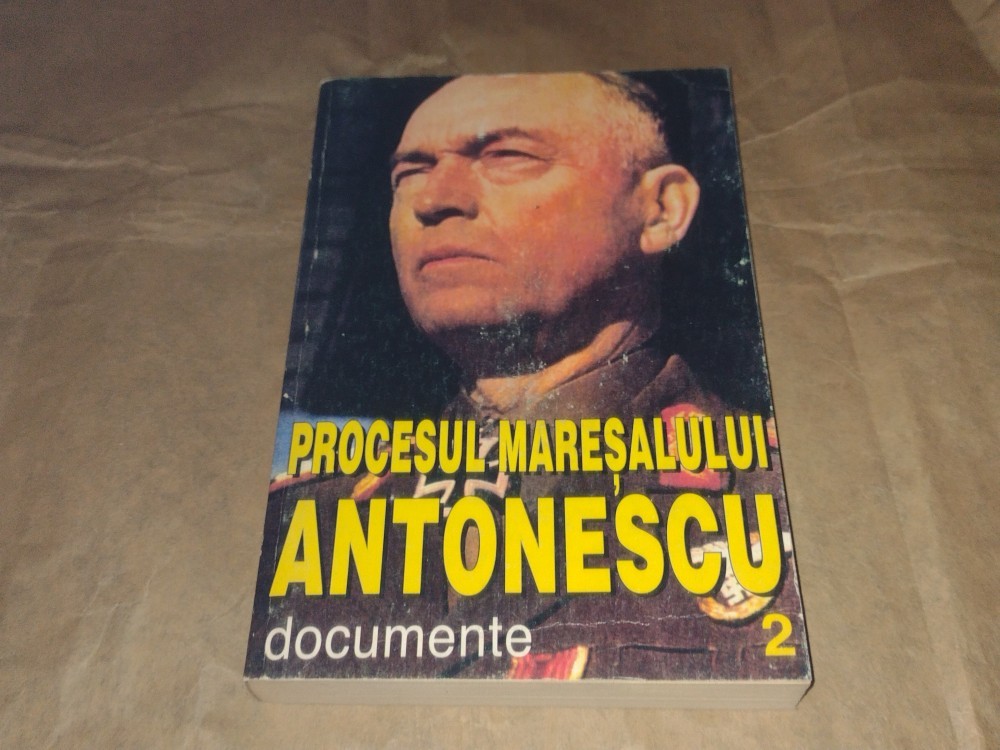 PROCESUL MAREȘALULUI
ANTONESCU
documente 2